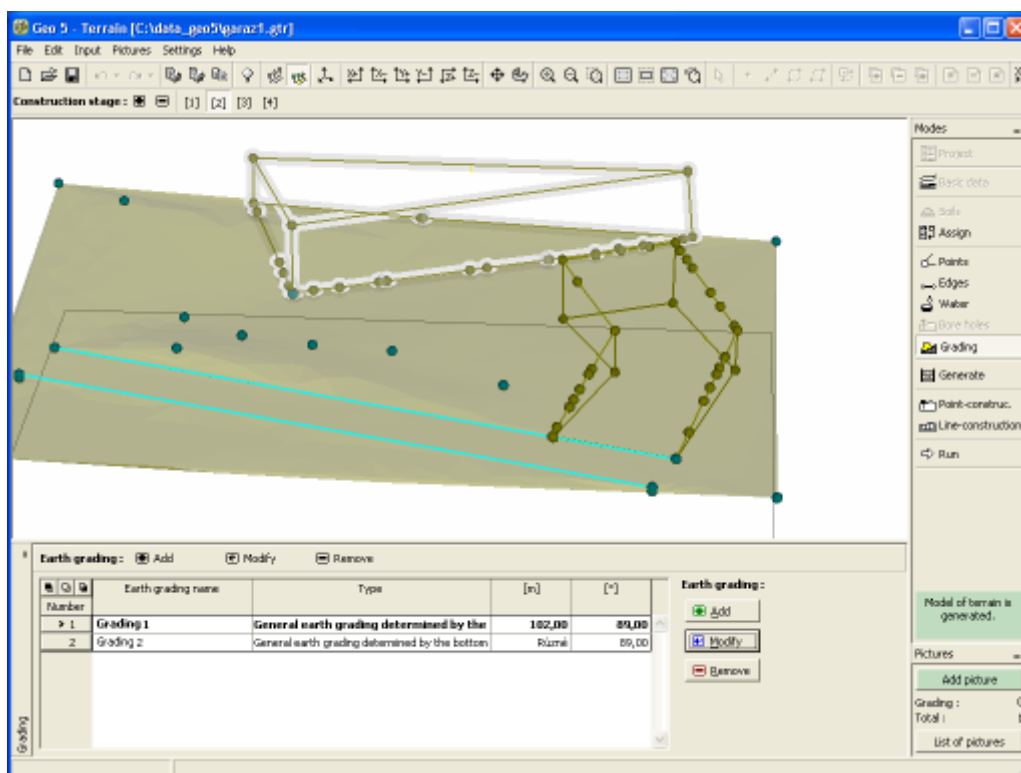 Geo 5 - Terrain [C:\data_geo5\garaz1.gtr]
File Edit Input Pictures Settings Help
Construction stage : [1] [2] [3] [4]
Modes
Project
Basic data
Soils
Assign
Points
Edges
Water
Bore holes
Grading
Generate
Point-construc.
Line-construction
Run
Model of terrain is
generated.
Pictures
Add picture
Grading :
Total :
List of pictures
Earth grading : Add Modify Remove
Number Earth grading name Type [m] [°]
1 Grading 1 General earth grading determined by the 102,00 89,00
2 Grading 2 General earth grading determined by the bottom Různé 89,00
Earth grading :
Add
Modify
Remove
Grading